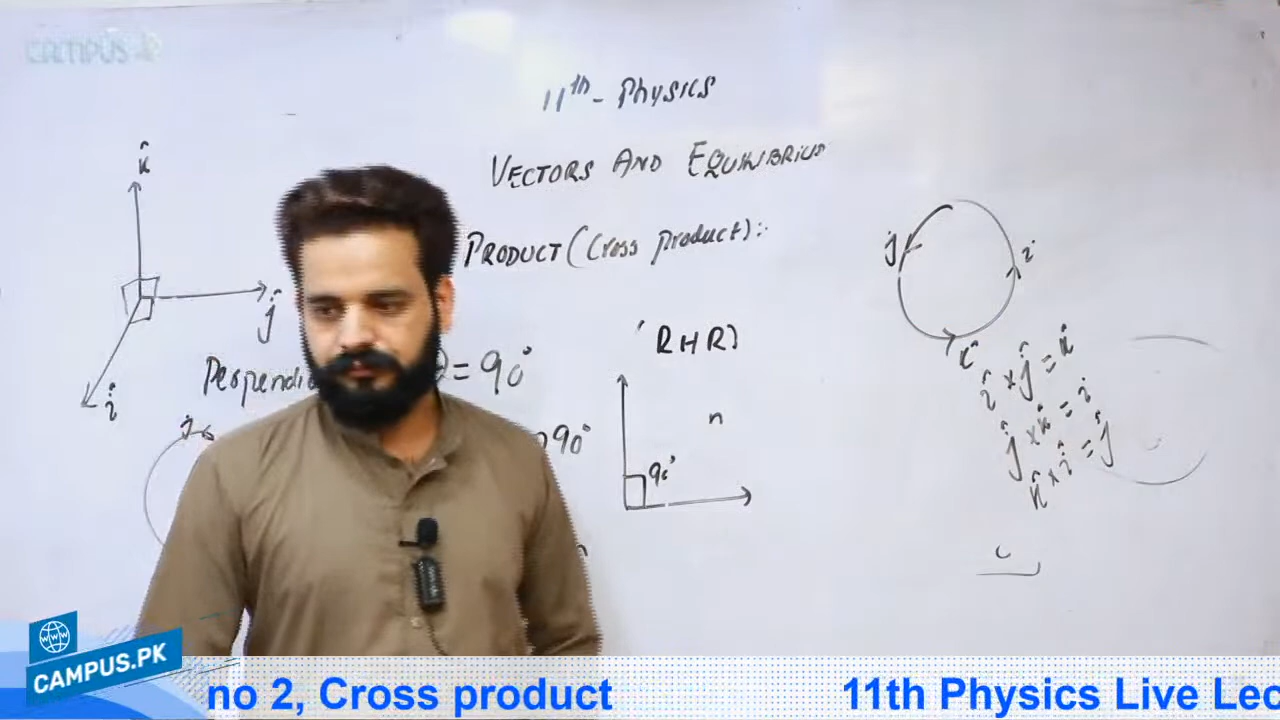 CAMPUS.PK
11th - Physics
VECTORS AND EQUILIBRIUM
PRODUCT (Cross product):-
k̂
ĵ
î
= 90°
90°
RHR)
n
90°
j
i
k̂
î × ĵ = k̂
ĵ × k̂ = i
k̂ × î = ĵ
CAMPUS.PK
no 2, Cross product
11th Physics Live Lec